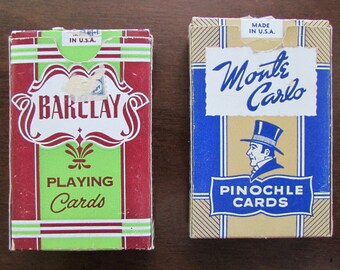 IN U.S.A.
BARCLAY
PLAYING
Cards
MADE
IN U.S.A.
Monte
Carlo
PINOCHLE
CARDS